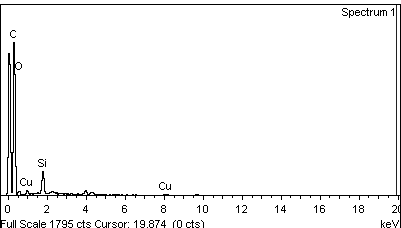 Spectrum 1
C
O
Cu
Si
Cu
0 2 4 6 8 10 12 14 16 18 20
Full Scale 1795 cts Cursor: 19.874 (0 cts)
keV